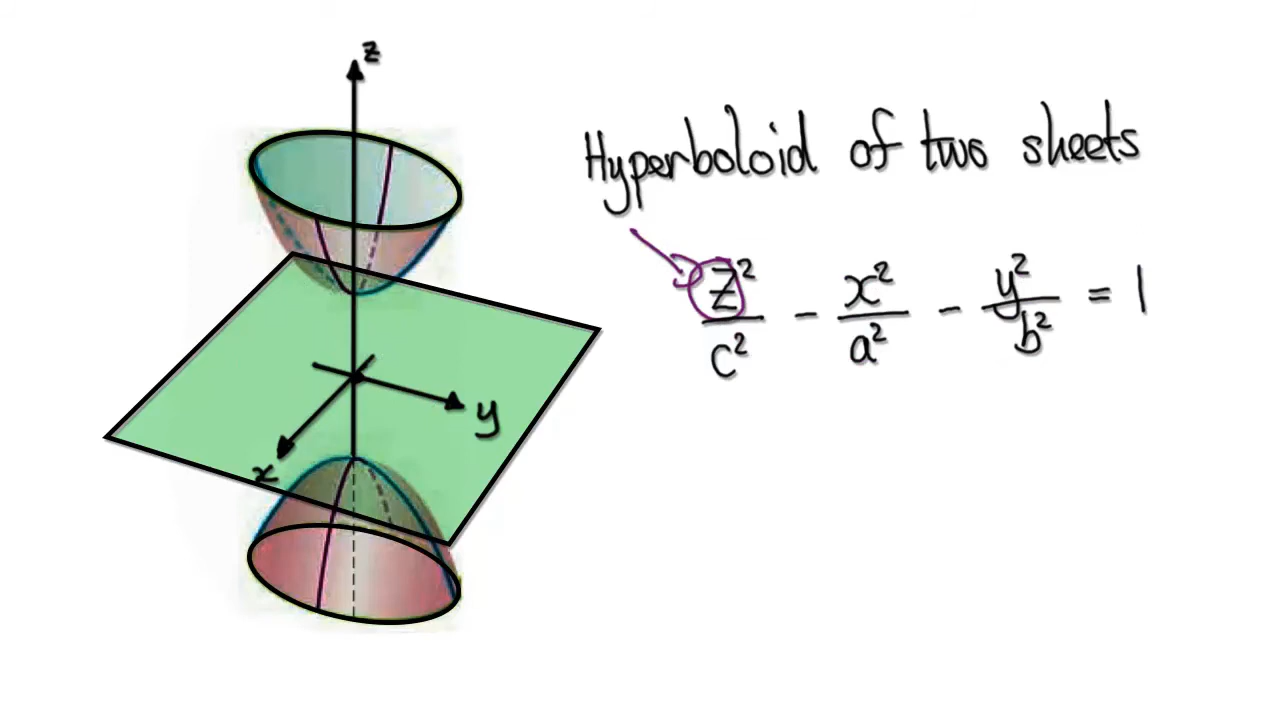 z
Hyperboloid of two sheets
z²/c² - x²/a² - y²/b² = 1
y
x